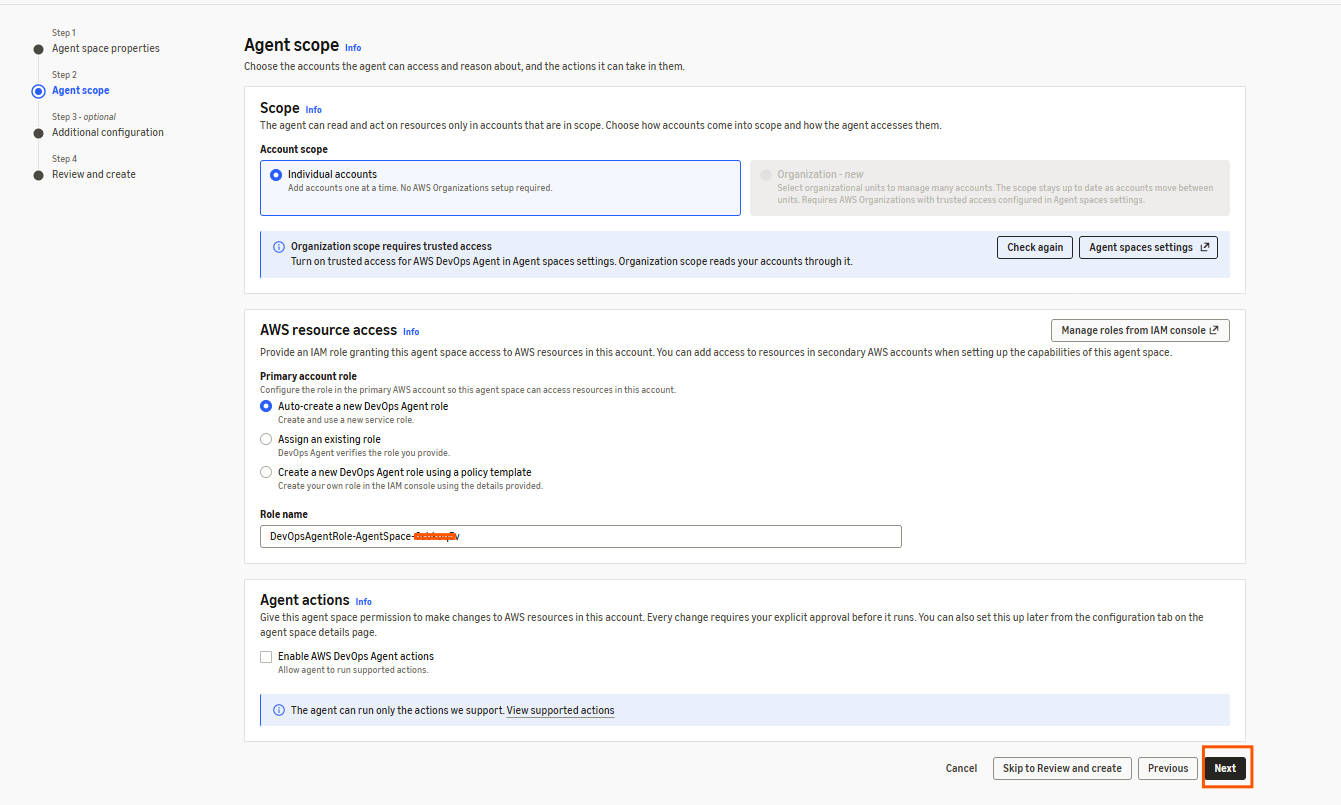 Step 1
Agent space properties
Step 2
Agent scope
Step 3 - optional
Additional configuration
Step 4
Review and create
Agent scope Info
Choose the accounts the agent can access and reason about, and the actions it can take in them.
Scope Info
The agent can read and act on resources only in accounts that are in scope. Choose how accounts come into scope and how the agent accesses them.
Account scope
Individual accounts
Add accounts one at a time. No AWS Organizations setup required.
Organization - new
Select organizational units to manage many accounts. The scope stays up to date as accounts move between
units. Requires AWS Organizations with trusted access configured in Agent spaces settings.
Organization scope requires trusted access
Turn on trusted access for AWS DevOps Agent in Agent spaces settings. Organization scope reads your accounts through it.
Check again
Agent spaces settings
AWS resource access Info
Manage roles from IAM console
Provide an IAM role granting this agent space access to AWS resources in this account. You can add access to resources in secondary AWS accounts when setting up the capabilities of this agent space.
Primary account role
Configure the role in the primary AWS account so this agent space can access resources in this account.
Auto-create a new DevOps Agent role
Create and use a new service role.
Assign an existing role
DevOps Agent verifies the role you provide.
Create a new DevOps Agent role using a policy template
Create your own role in the IAM console using the details provided.
Role name
DevOpsAgentRole-AgentSpace-
Agent actions Info
Give this agent space permission to make changes to AWS resources in this account. Every change requires your explicit approval before it runs. You can also set this up later from the configuration tab on the
agent space details page.
Enable AWS DevOps Agent actions
Allow agent to run supported actions.
The agent can run only the actions we support. View supported actions
Cancel
Skip to Review and create
Previous
Next